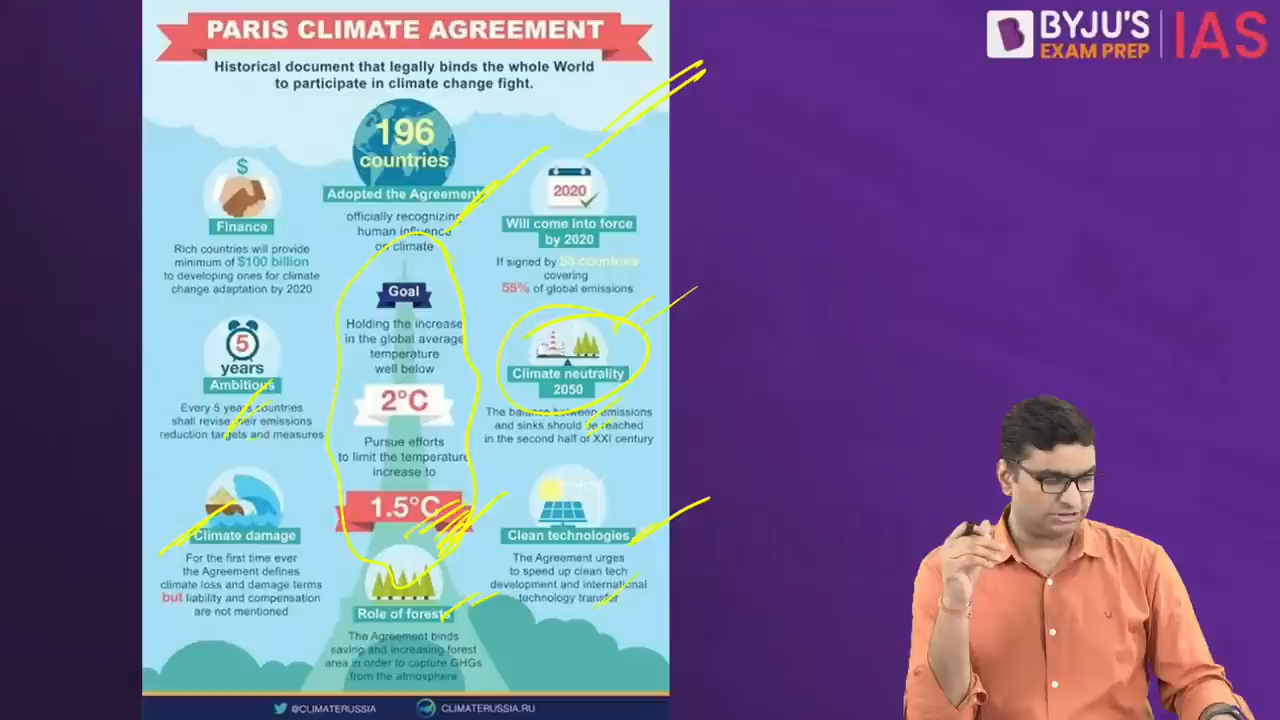 PARIS CLIMATE AGREEMENT
Historical document that legally binds the whole World
to participate in climate change fight.
196
countries
Adopted the Agreement
officially recognizing
human influence
on climate
$
Finance
Rich countries will provide
minimum of $100 billion
to developing ones for climate
change adaptation by 2020
2020
Will come into force
by 2020
If signed by 55 countries
covering
55% of global emissions
Goal
Holding the increase
in the global average
temperature
well below
2°C
Pursue efforts
to limit the temperature
increase to
1.5°C
5
years
Ambitious
Every 5 years countries
shall revise their emissions
reduction targets and measures
Climate neutrality
2050
The balance between emissions
and sinks should be reached
in the second half of XXI century
Climate damage
For the first time ever
the Agreement defines
climate loss and damage terms
but liability and compensation
are not mentioned
Clean technologies
The Agreement urges
to speed up clean tech
development and international
technology transfer
Role of forests
The Agreement binds
saving and increasing forest
area in order to capture GHGs
from the atmosphere
@CLIMATERUSSIA
CLIMATERUSSIA.RU
BYJU'S
EXAM PREP
IAS